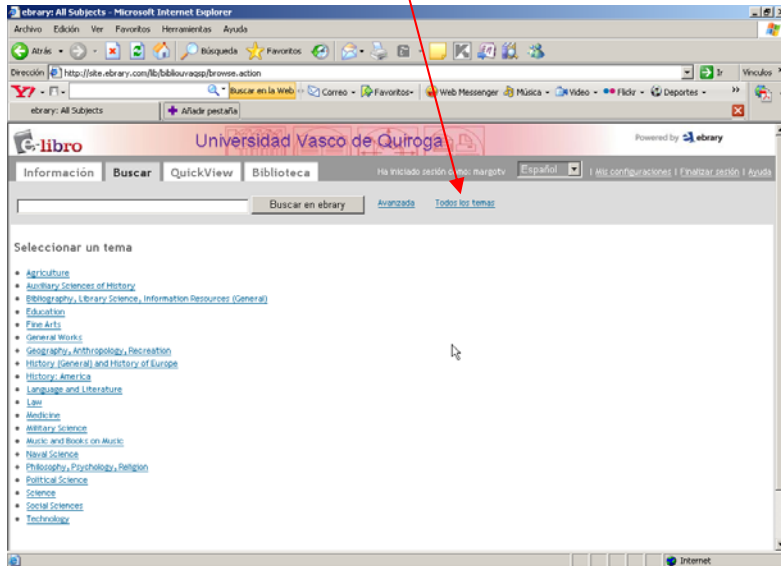 ebrary: All Subjects - Microsoft Internet Explorer
Archivo Edición Ver Favoritos Herramientas Ayuda
Atrás Búsqueda Favoritos
Dirección http://site.ebrary.com/lib/bibliouvaqsp/browse.action Ir Vínculos
Y7 Buscar en la Web Correo Favoritos Web Messenger Música Video Flickr Deportes
ebrary: All Subjects Añadir pestaña
e-libro Universidad Vasco de Quiroga Powered by ebrary
Información Buscar QuickView Biblioteca Ha iniciado sesión como: margotv Español | Mis configuraciones | Finalizar sesión | Ayuda
Buscar en ebrary Avanzada Todos los temas
Seleccionar un tema
Agriculture
Auxiliary Sciences of History
Bibliography, Library Science, Information Resources (General)
Education
Fine Arts
General Works
Geography, Anthropology, Recreation
History (General) and History of Europe
History: America
Language and Literature
Law
Medicine
Military Science
Music and Books on Music
Naval Science
Philosophy, Psychology, Religion
Political Science
Science
Social Sciences
Technology
Internet